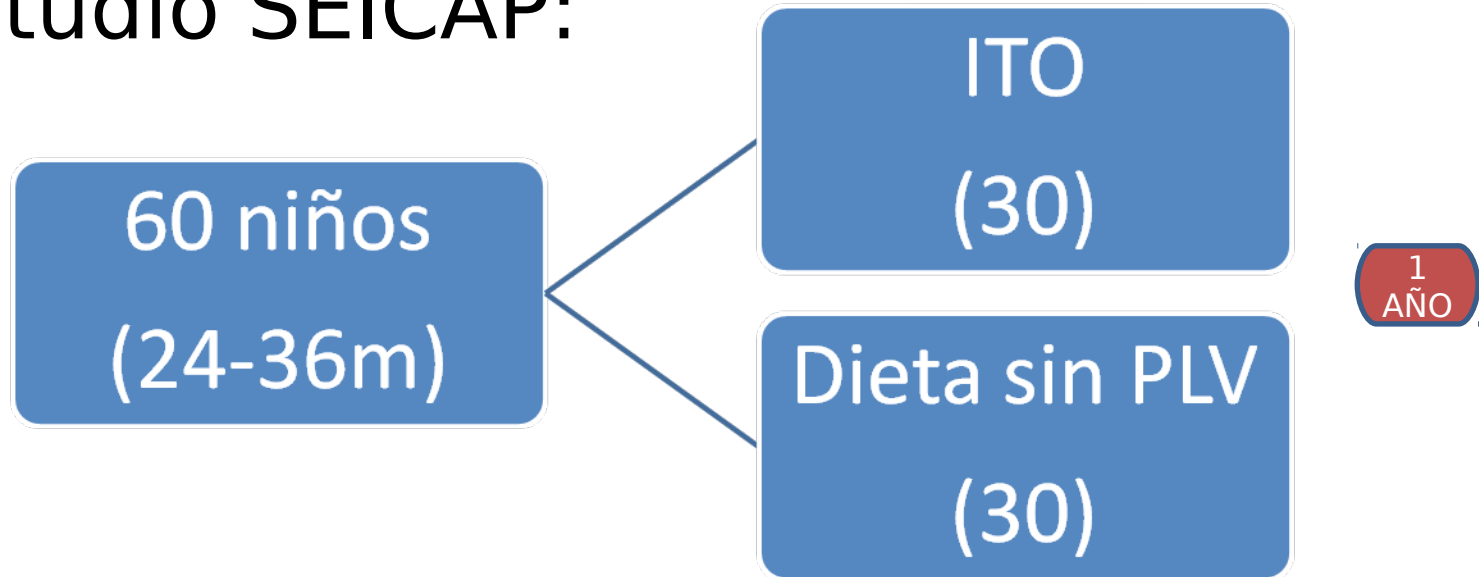 tudio SEICAP:
60 niños
(24-36m)
ITO
(30)
Dieta sin PLV
(30)
1
AÑO